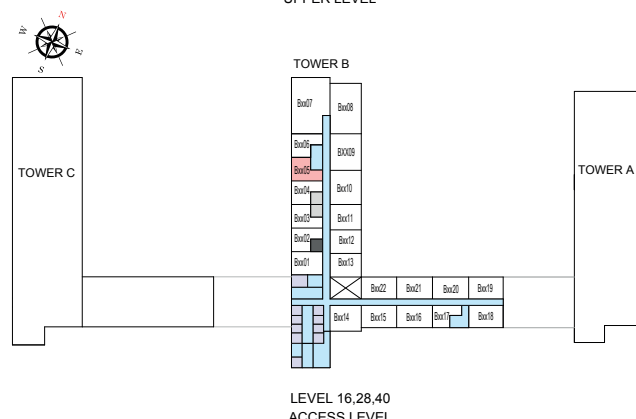 UPPER LEVEL
N
W
E
S
TOWER B
Bxx07
Bxx08
Bxx06
BXX09
Bxx05
TOWER C
TOWER A
Bxx04
Bxx10
Bxx03
Bxx11
Bxx02
Bxx12
Bxx01
Bxx13
Bxx22
Bxx21
Bxx20
Bxx19
Bxx14
Bxx15
Bxx16
Bxx17
Bxx18
LEVEL 16,28,40
ACCESS LEVEL